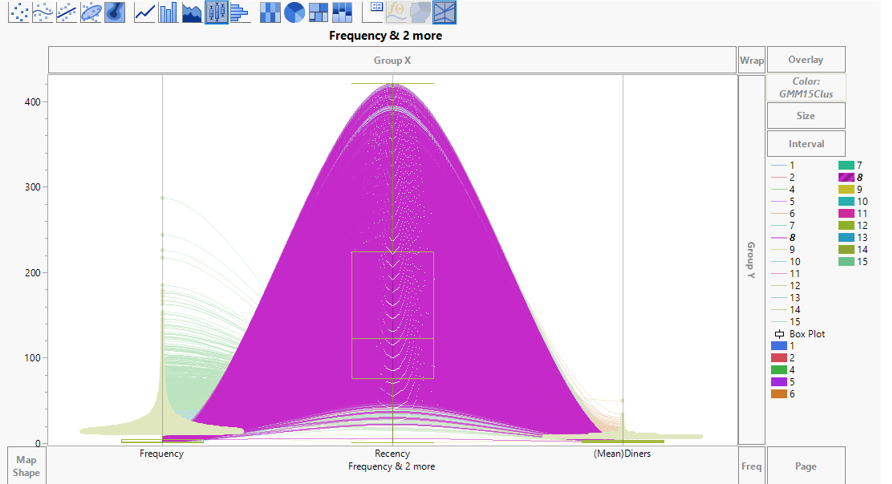 f(x)
Frequency & 2 more
Group X
Wrap
Overlay
Color:
GMM15Clus
Size
Interval
400
300
200
100
0
Group Y
1
2
4
5
6
7
8
9
10
11
12
13
14
15
Box Plot
1
2
4
5
6
7
8
9
10
11
12
13
14
15
Frequency
Recency
(Mean)Diners
Frequency & 2 more
Map
Shape
Freq
Page